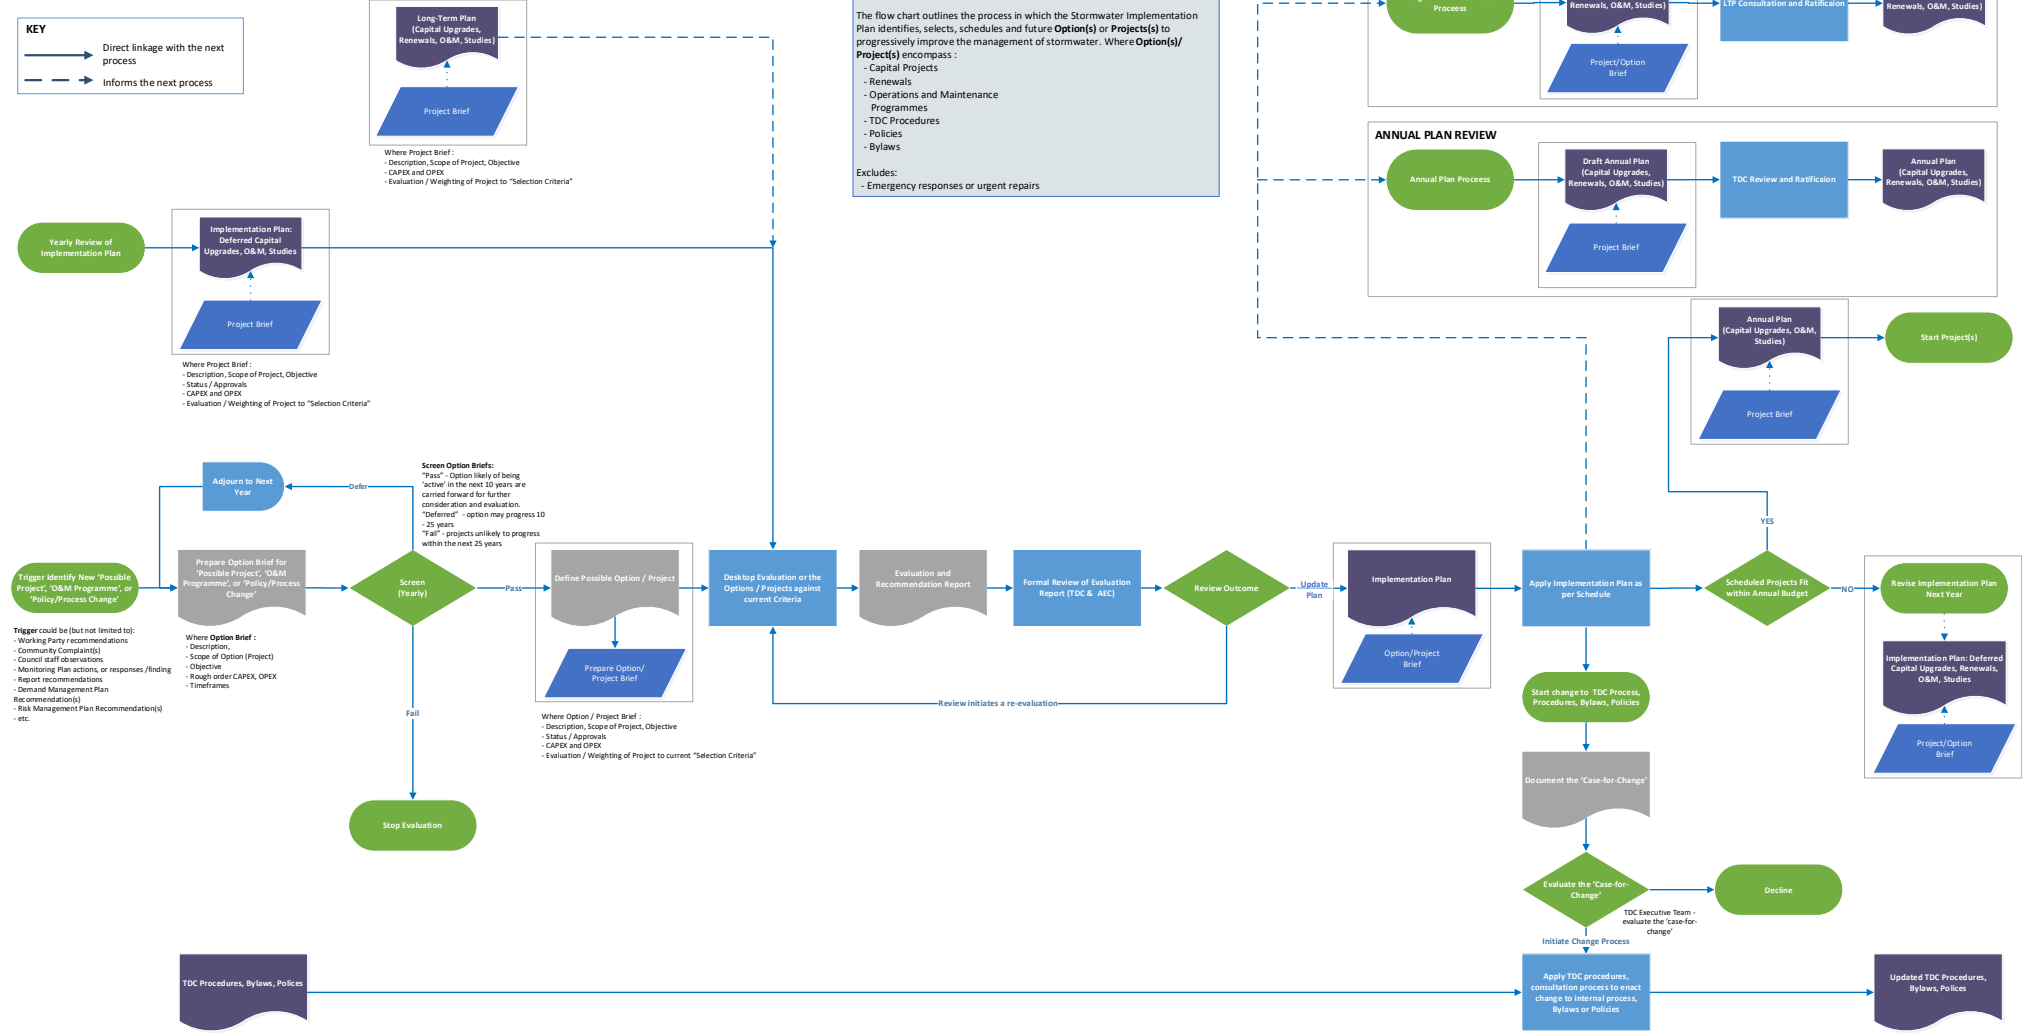 KEY
Direct linkage with the next
process
Informs the next process
Long-Term Plan
(Capital Upgrades,
Renewals, O&M, Studies)
Project Brief
Where Project Brief :
- Description, Scope of Project, Objective
- CAPEX and OPEX
- Evaluation / Weighting of Project to “Selection Criteria”
The flow chart outlines the process in which the Stormwater Implementation
Plan identifies, selects, schedules and future Option(s) or Projects(s) to
progressively improve the management of stormwater. Where Option(s)/
Project(s) encompass :
- Capital Projects
- Renewals
- Operations and Maintenance
Programmes
- TDC Procedures
- Policies
- Bylaws
Excludes:
- Emergency responses or urgent repairs
Proceess
Renewals, O&M, Studies)
LTP Consultation and Ratificaion
Renewals, O&M, Studies)
Project/Option
Brief
ANNUAL PLAN REVIEW
Annual Plan Proceess
Draft Annual Plan
(Capital Upgrades,
Renewals, O&M, Studies)
TDC Review and Ratificaion
Annual Plan
(Capital Upgrades,
Renewals, O&M, Studies)
Project Brief
Yearly Review of
Implementation Plan
Implementation Plan:
Deferred Capital
Upgrades, O&M, Studies
Project Brief
Where Project Brief :
- Description, Scope of Project, Objective
- Status / Approvals
- CAPEX and OPEX
- Evaluation / Weighting of Project to “Selection Criteria”
Annual Plan
(Capital Upgrades, O&M,
Studies)
Start Project(s)
Project Brief
Adjourn to Next
Year
Defer
Screen Option Briefs:
“Pass” - Option likely of being
‘active’ in the next 10 years are
carried forward for further
consideration and evaluation.
“Deferred” - option may progress 10
- 25 years
“Fail” - projects unlikely to progress
within the next 25 years
YES
Trigger Identify New ‘Possible
Project’, ‘O&M Programme’, or
‘Policy/Process Change’
Prepare Option Brief for
‘Possible Project’, ‘O&M
Programme’, or ‘Policy/Process
Change’
Screen
(Yearly)
Pass
Define Possible Option / Project
Desktop Evaluation or the
Options / Projects against
current Criteria
Evaluation and
Recommendation Report
Formal Review of Evaluation
Report (TDC & AEC)
Review Outcome
Update
Plan
Implementation Plan
Apply Implementation Plan as
per Schedule
Scheduled Projects Fit
within Annual Budget
NO
Revise Implementation Plan
Next Year
Trigger could be (but not limited to):
- Working Party recommendations
- Community Complaint(s)
- Council staff observations
- Monitoring Plan actions, or responses /finding
- Report recommendations
- Demand Management Plan
Recommendation(s)
- Risk Management Plan Recommendation(s)
- etc.
Where Option Brief :
- Description,
- Scope of Option (Project)
- Objective
- Rough order CAPEX, OPEX
- Timeframes
Prepare Option/
Project Brief
Option/Project
Brief
Implementation Plan: Deferred
Capital Upgrades, Renewals,
O&M, Studies
Fail
Review initiates a re-evaluation
Start change to TDC Process,
Procedures, Bylaws, Policies
Where Option / Project Brief :
- Description, Scope of Project, Objective
- Status / Approvals
- CAPEX and OPEX
- Evaluation / Weighting of Project to current “Selection Criteria”
Project/Option
Brief
Document the ‘Case-for-Change’
Stop Evaluation
Evaluate the ‘Case-for-
Change’
Decline
TDC Executive Team -
evaluate the ‘case-for-
change’
Initiate Change Process
TDC Procedures, Bylaws, Polices
Apply TDC procedures,
consultation process to enact
change to internal process,
Bylaws or Policies
Updated TDC Procedures,
Bylaws, Polices